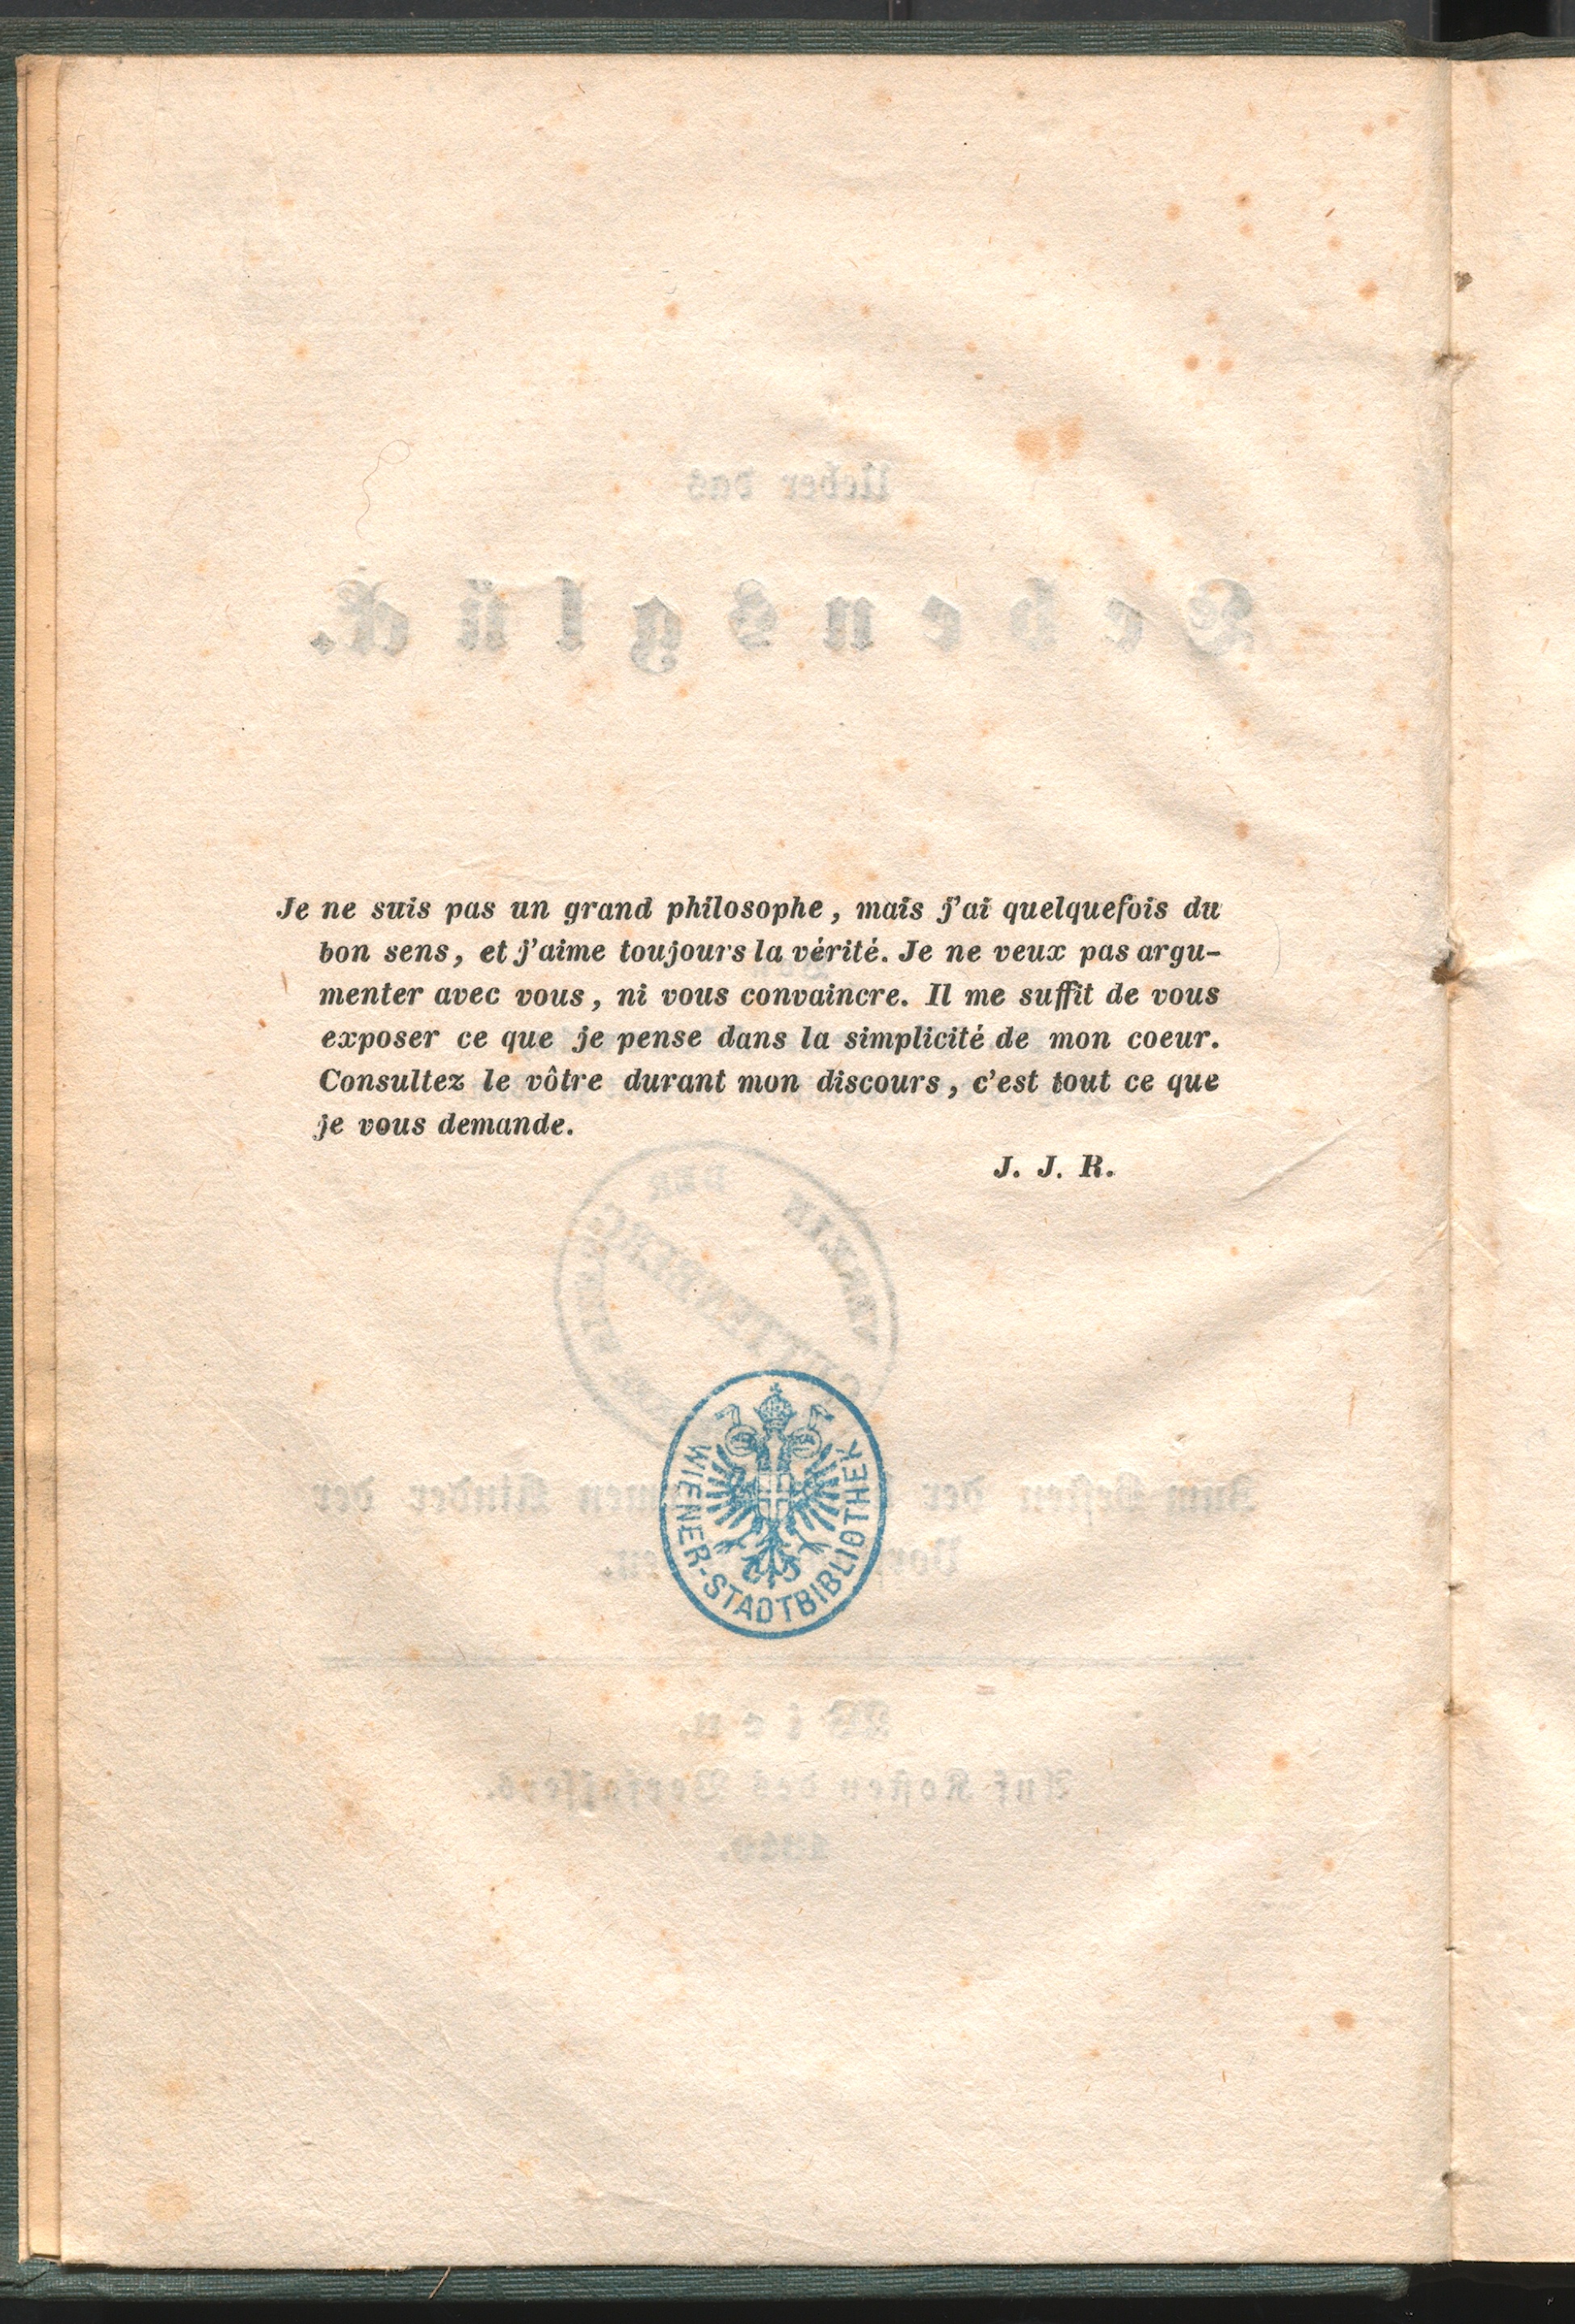 Je ne suis pas un grand philosophe, mais j'ai quelquefois du
bon sens, et j'aime toujours la vérité. Je ne veux pas argu-
menter avec vous, ni vous convaincre. Il me suffit de vous
exposer ce que je pense dans la simplicité de mon coeur.
Consultez le vôtre durant mon discours, c'est tout ce que
je vous demande.
J. J. R.
WIENER-STADTBIBLIOTHEK